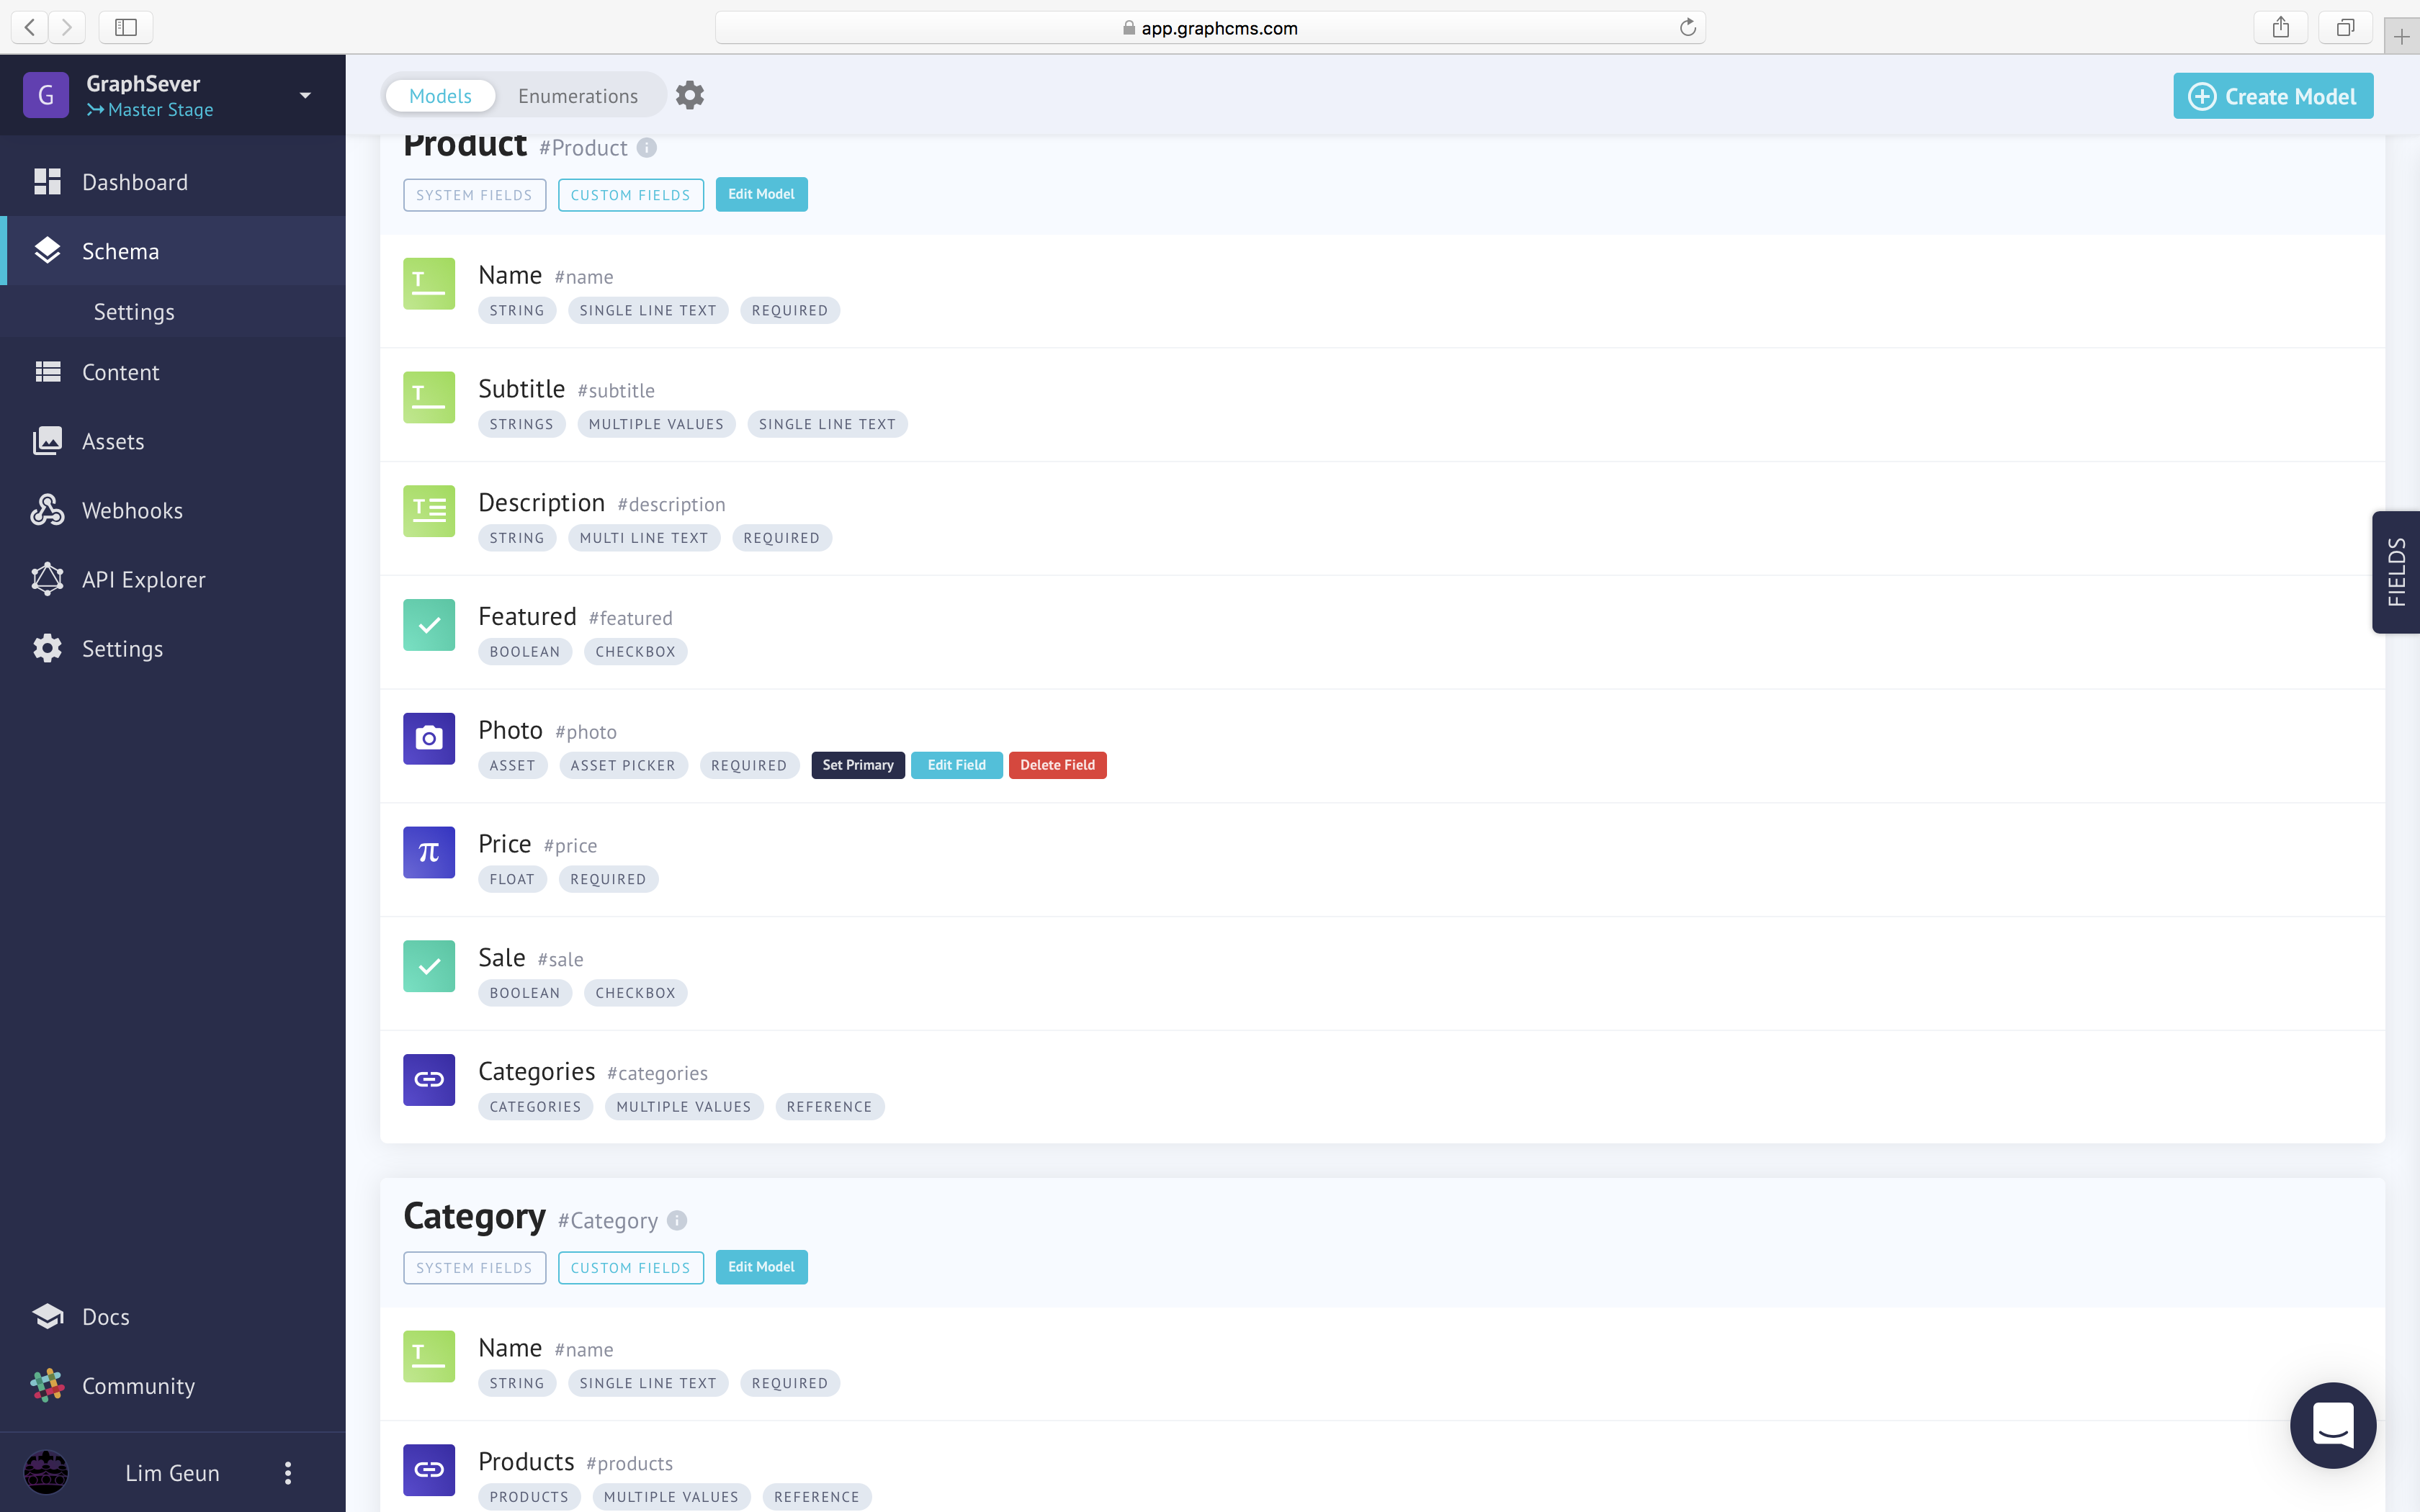 app.graphcms.com
G
GraphSever
Master Stage
Dashboard
Schema
Settings
Content
Assets
Webhooks
API Explorer
Settings
Docs
Community
Lim Geun
Models Enumerations
Create Model
Product #Product
SYSTEM FIELDS CUSTOM FIELDS Edit Model
Name #name
STRING SINGLE LINE TEXT REQUIRED
Subtitle #subtitle
STRINGS MULTIPLE VALUES SINGLE LINE TEXT
Description #description
STRING MULTI LINE TEXT REQUIRED
Featured #featured
BOOLEAN CHECKBOX
Photo #photo
ASSET ASSET PICKER REQUIRED Set Primary Edit Field Delete Field
Price #price
FLOAT REQUIRED
Sale #sale
BOOLEAN CHECKBOX
Categories #categories
CATEGORIES MULTIPLE VALUES REFERENCE
Category #Category
SYSTEM FIELDS CUSTOM FIELDS Edit Model
Name #name
STRING SINGLE LINE TEXT REQUIRED
Products #products
PRODUCTS MULTIPLE VALUES REFERENCE
FIELDS